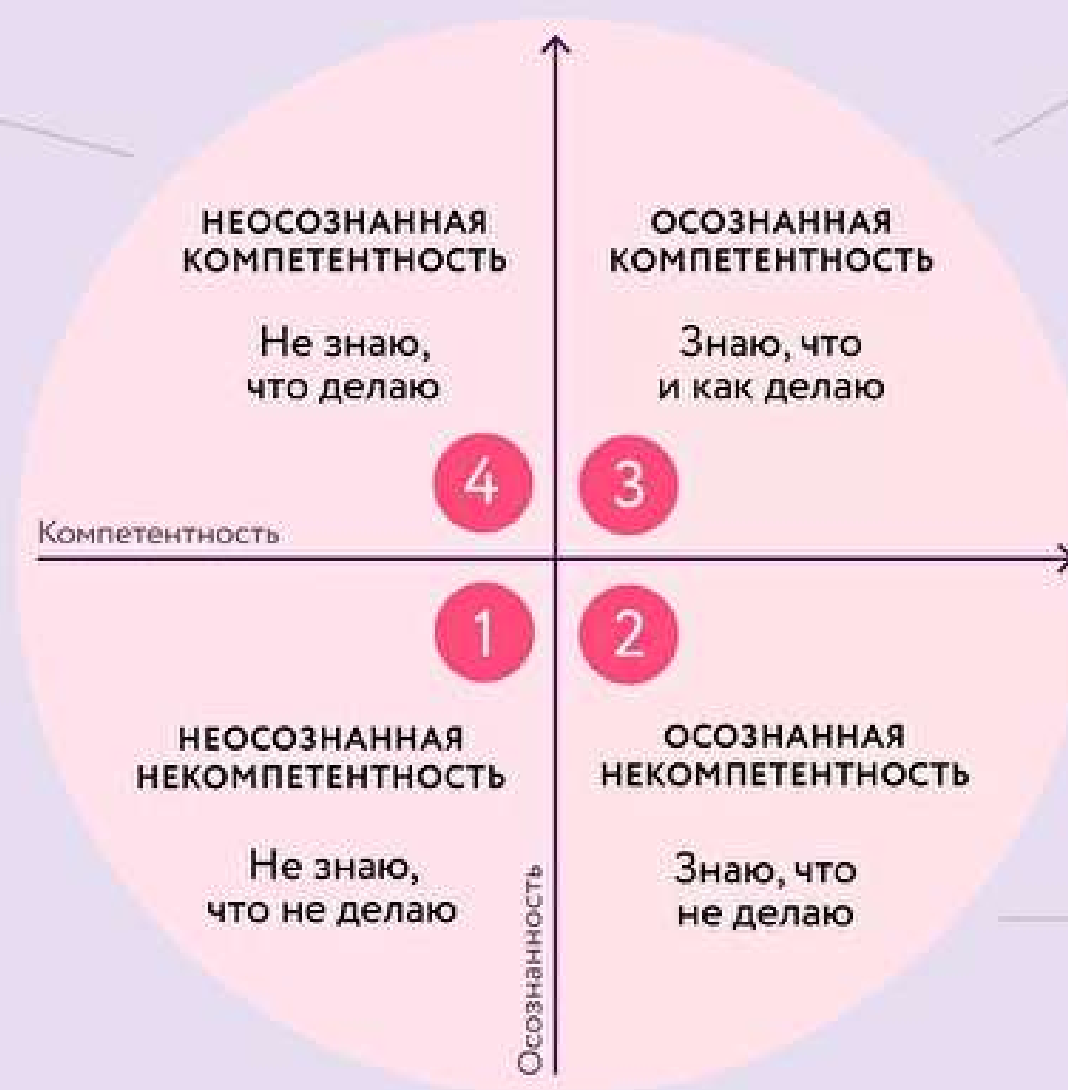 НЕОСОЗНАННАЯ
КОМПЕТЕНТНОСТЬ
Не знаю,
что делаю
4
ОСОЗНАННАЯ
КОМПЕТЕНТНОСТЬ
Знаю, что
и как делаю
3
Компетентность
1
НЕОСОЗНАННАЯ
НЕКОМПЕТЕНТНОСТЬ
Не знаю,
что не делаю
2
ОСОЗНАННАЯ
НЕКОМПЕТЕНТНОСТЬ
Знаю, что
не делаю
Осознанность